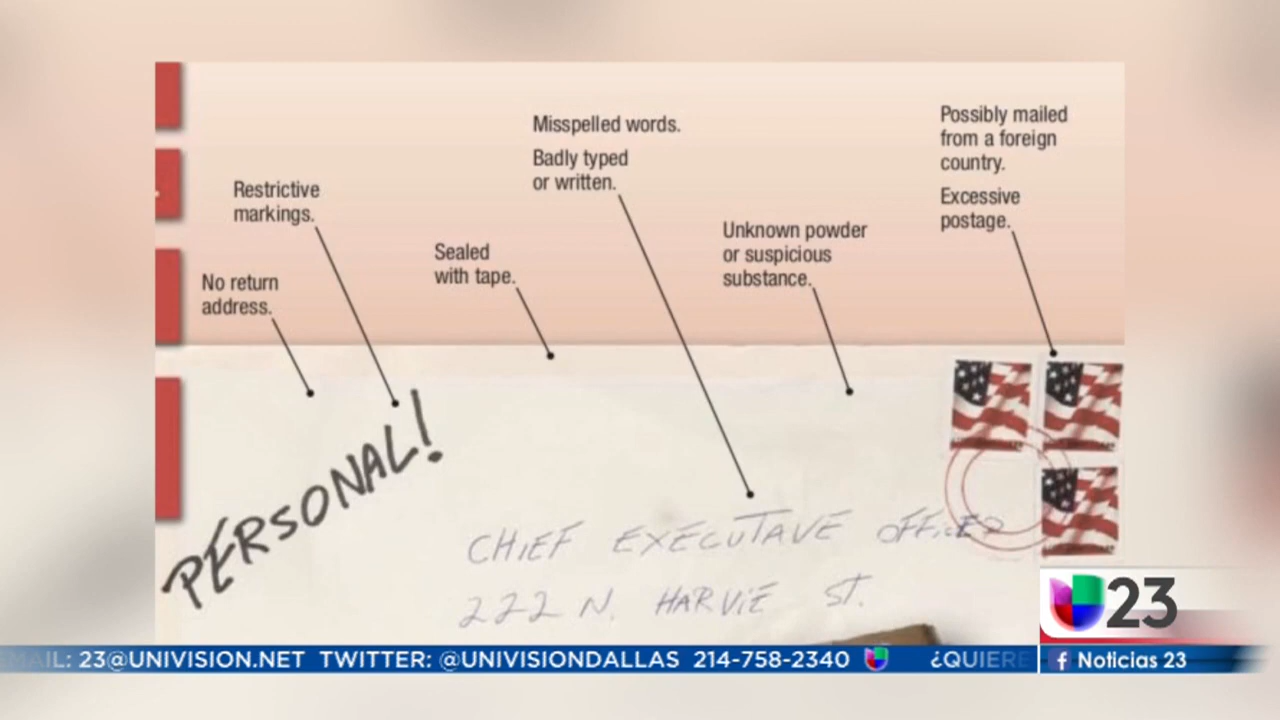 Misspelled words.
Badly typed
or written.
Possibly mailed
from a foreign
country.
Excessive
postage.
Restrictive
markings.
Unknown powder
or suspicious
substance.
Sealed
with tape.
No return
address.
PERSONAL!
CHIEF EXECUTAVE OFFICER
222 N. HARVIE ST.
23
MAIL: 23@UNIVISION.NET TWITTER: @UNIVISIONDALLAS 214-758-2340 ¿QUIERE
f Noticias 23